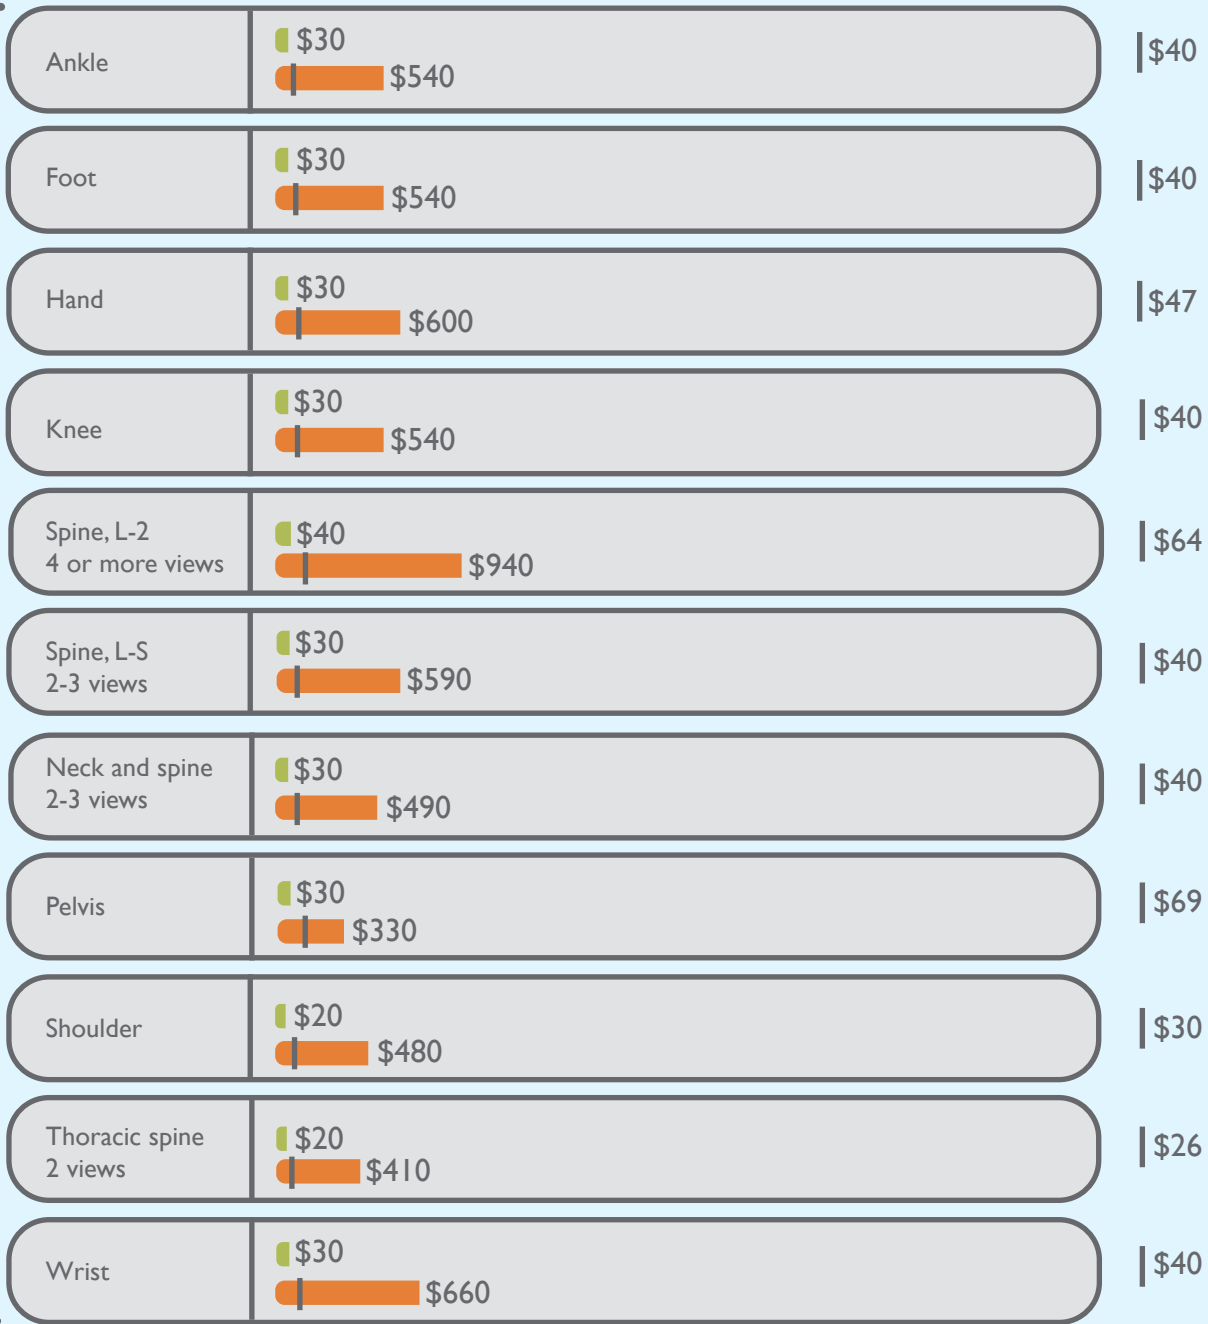 Ankle
$30
$540
$40
Foot
$30
$540
$40
Hand
$30
$600
$47
Knee
$30
$540
$40
Spine, L-2
4 or more views
$40
$940
$64
Spine, L-S
2-3 views
$30
$590
$40
Neck and spine
2-3 views
$30
$490
$40
Pelvis
$30
$330
$69
Shoulder
$20
$480
$30
Thoracic spine
2 views
$20
$410
$26
Wrist
$30
$660
$40